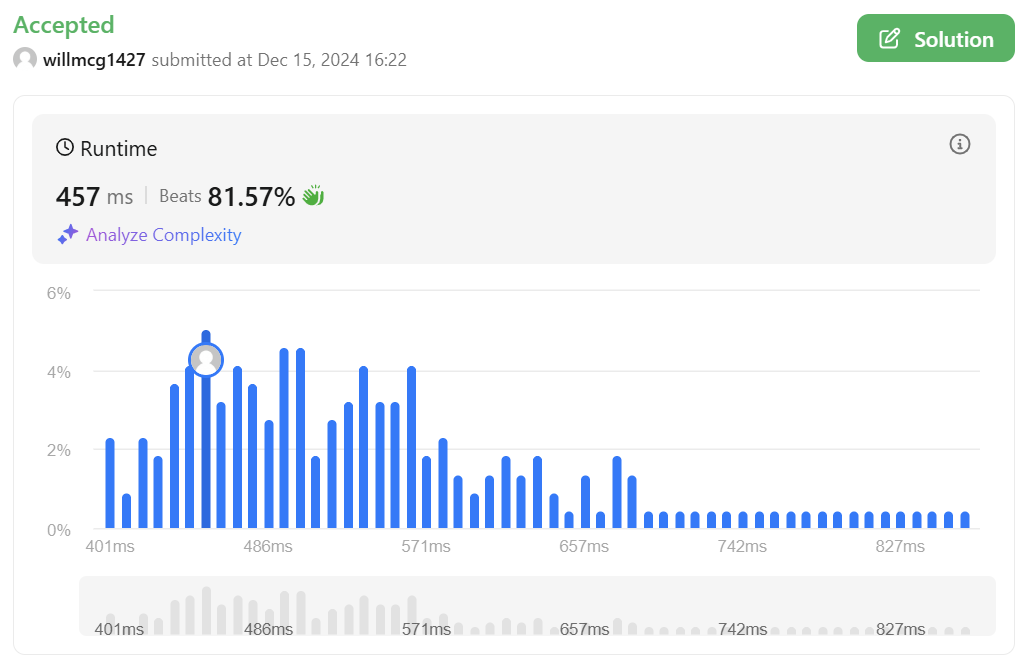 Accepted
willmcg1427 submitted at Dec 15, 2024 16:22
Solution
Runtime
457 ms Beats 81.57%
Analyze Complexity
6%
4%
2%
0%
401ms 486ms 571ms 657ms 742ms 827ms
401ms 486ms 571ms 657ms 742ms 827ms